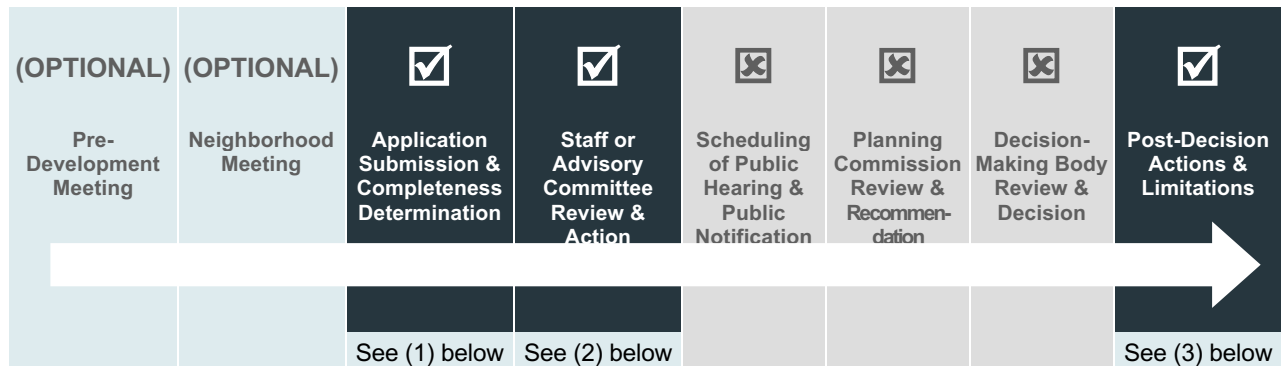 (OPTIONAL)
Pre-
Development
Meeting
(OPTIONAL)
Neighborhood
Meeting
Application
Submission &
Completeness
Determination
See (1) below
Staff or
Advisory
Committee
Review &
Action
See (2) below
Scheduling
of Public
Hearing &
Public
Notification
Planning
Commission
Review &
Recommen-
dation
Decision-
Making Body
Review &
Decision
Post-Decision
Actions &
Limitations
See (3) below